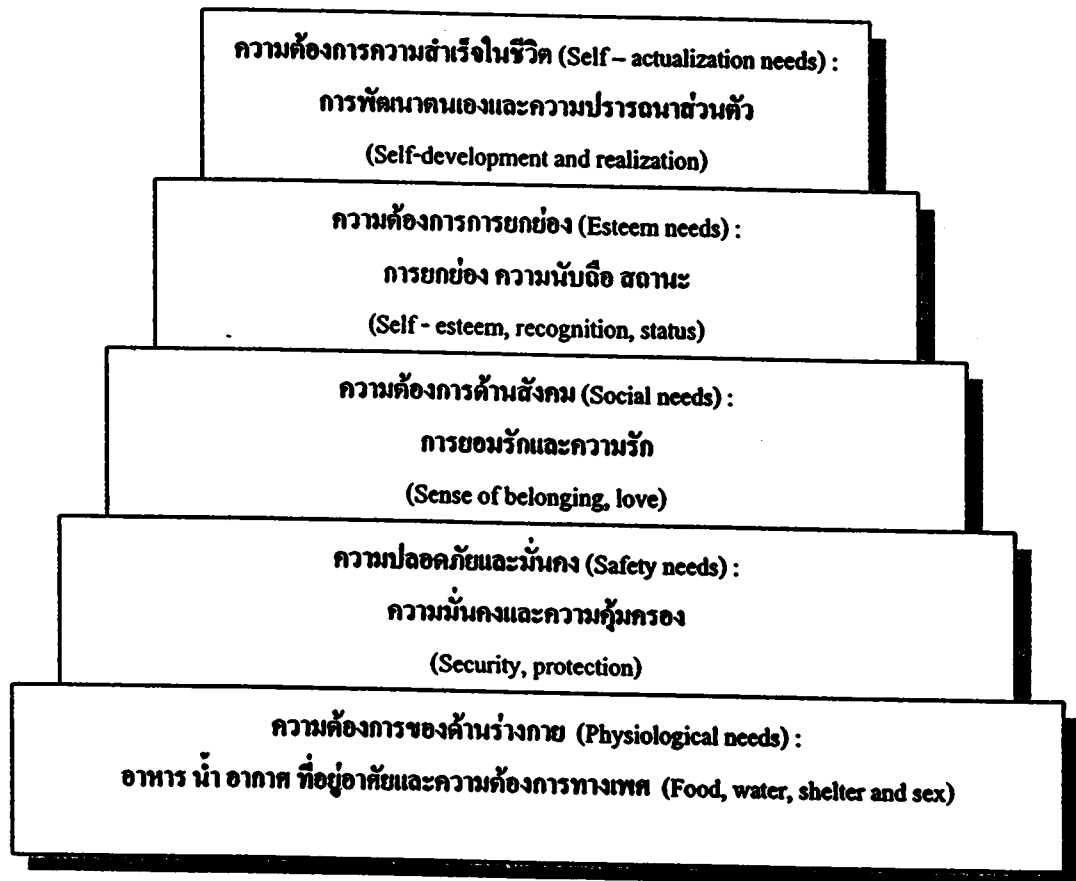 ความต้องการความสำเร็จในชีวิต (Self – actualization needs) :
การพัฒนาตนเองและความปรารถนาส่วนตัว
(Self-development and realization)
ความต้องการการยกย่อง (Esteem needs) :
การยกย่อง ความนับถือ สถานะ
(Self - esteem, recognition, status)
ความต้องการด้านสังคม (Social needs) :
การยอมรักและความรัก
(Sense of belonging, love)
ความปลอดภัยและมั่นคง (Safety needs) :
ความมั่นคงและความคุ้มครอง
(Security, protection)
ความต้องการของด้านร่างกาย (Physiological needs) :
อาหาร น้ำ อากาศ ที่อยู่อาศัยและความต้องการทางเพศ (Food, water, shelter and sex)